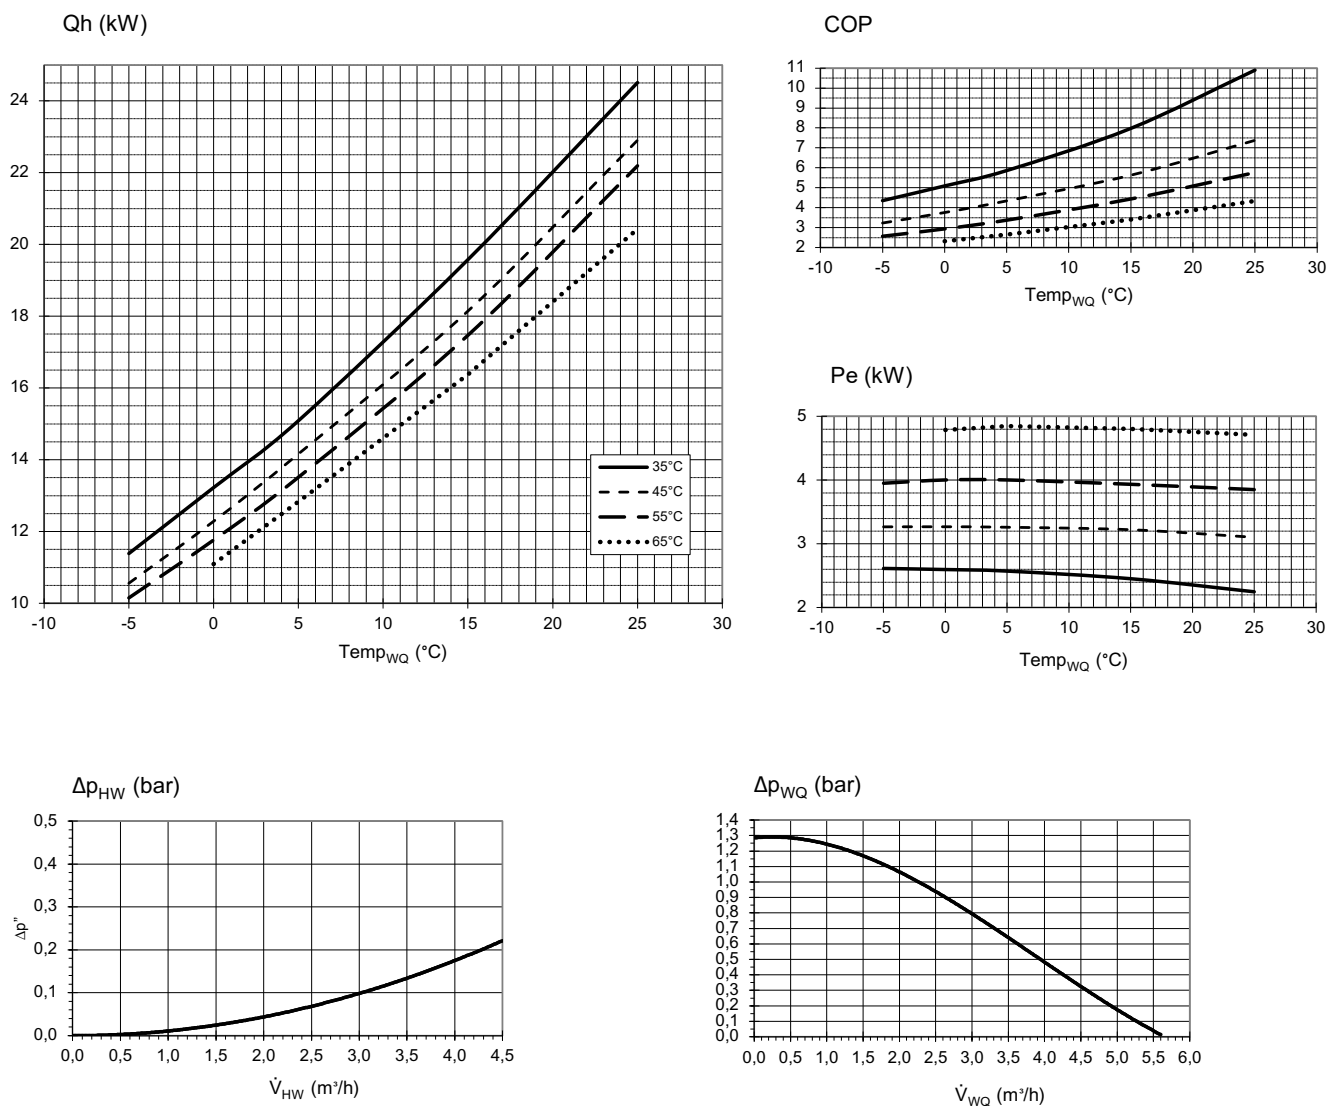 Qh (kW)
24
22
20
18
16
14
12
10
-10 -5 0 5 10 15 20 25 30
Temp_WQ (°C)
35°C
45°C
55°C
65°C
COP
11
10
9
8
7
6
5
4
3
2
-10 -5 0 5 10 15 20 25 30
Temp_WQ (°C)
Pe (kW)
5
4
3
2
-10 -5 0 5 10 15 20 25 30
Temp_WQ (°C)
Δp_HW (bar)
0,5
0,4
0,3
0,2
0,1
0,0
Δp"
0,0 0,5 1,0 1,5 2,0 2,5 3,0 3,5 4,0 4,5
V̇_HW (m³/h)
Δp_WQ (bar)
1,4
1,3
1,2
1,1
1,0
0,9
0,8
0,7
0,6
0,5
0,4
0,3
0,2
0,1
0,0
0,0 0,5 1,0 1,5 2,0 2,5 3,0 3,5 4,0 4,5 5,0 5,5 6,0
V̇_WQ (m³/h)